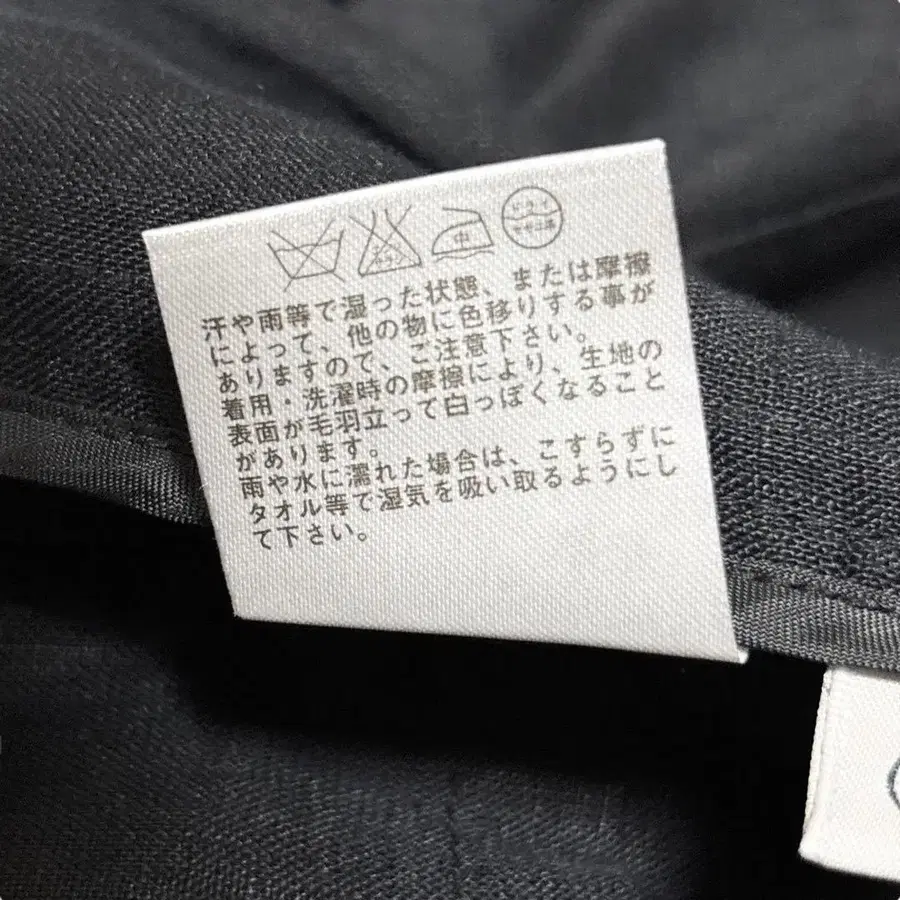 中
汗や雨等で湿った状態、または摩擦
によって、他の物に色移りする事が
ありますので、ご注意下さい。
着用・洗濯時の摩擦により、生地の
表面が毛羽立って白っぽくなること
があります。
雨や水に濡れた場合は、こすらずに
タオル等で湿気を吸い取るようにし
て下さい。